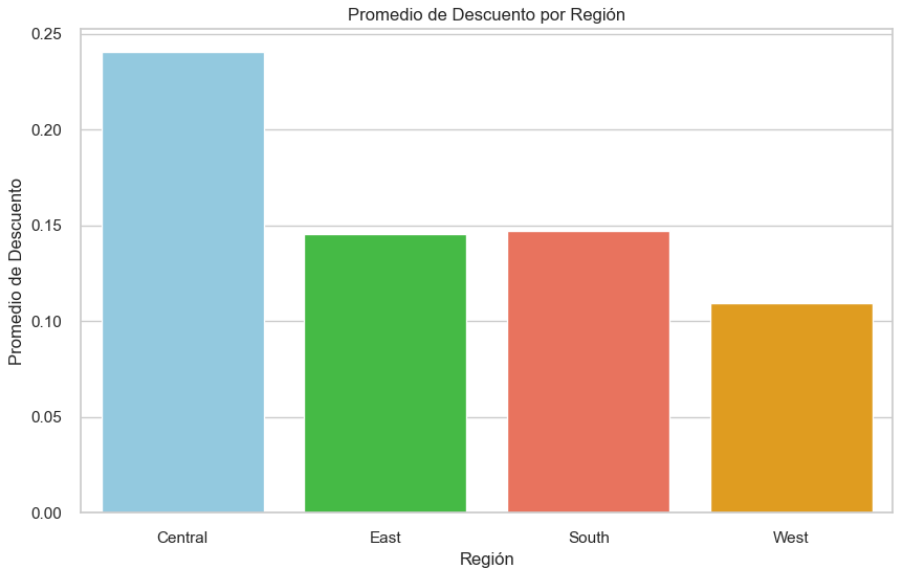 Promedio de Descuento por Región
Promedio de Descuento
0.25
0.20
0.15
0.10
0.05
0.00
Central East South West
Región